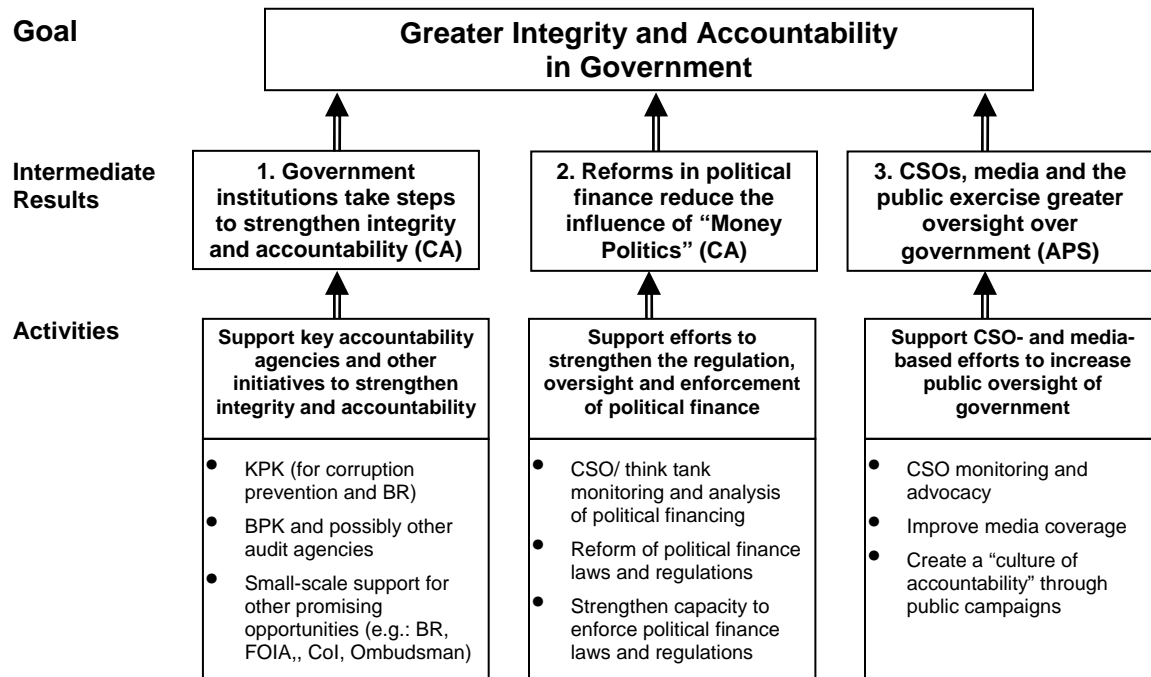 Goal
Greater Integrity and Accountability
in Government
Intermediate
Results
1. Government
institutions take steps
to strengthen integrity
and accountability (CA)
2. Reforms in political
finance reduce the
influence of “Money
Politics” (CA)
3. CSOs, media and the
public exercise greater
oversight over
government (APS)
Activities
Support key accountability
agencies and other
initiatives to strengthen
integrity and accountability
● KPK (for corruption
prevention and BR)
● BPK and possibly other
audit agencies
● Small-scale support for
other promising
opportunities (e.g.: BR,
FOIA,, CoI, Ombudsman)
Support efforts to
strengthen the regulation,
oversight and enforcement
of political finance
● CSO/ think tank
monitoring and analysis
of political financing
● Reform of political finance
laws and regulations
● Strengthen capacity to
enforce political finance
laws and regulations
Support CSO- and media-
based efforts to increase
public oversight of
government
● CSO monitoring and
advocacy
● Improve media coverage
● Create a “culture of
accountability” through
public campaigns